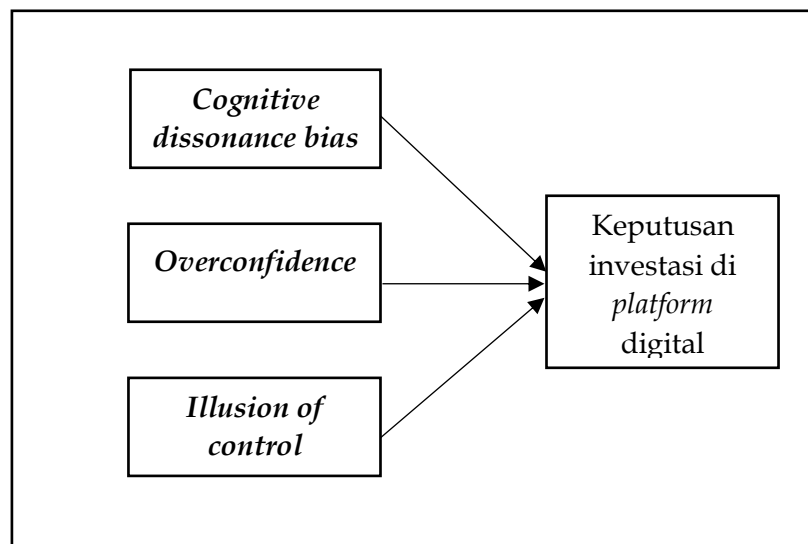 Cognitive
dissonance bias
Overconfidence
Illusion of
control
Keputusan
investasi di
platform
digital